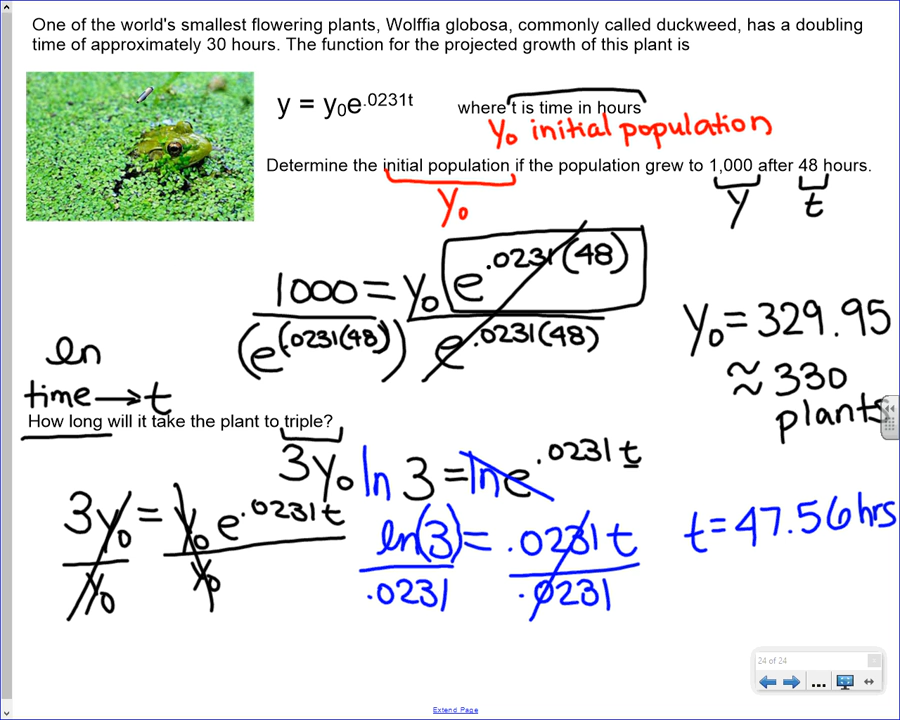 One of the world's smallest flowering plants, Wolffia globosa, commonly called duckweed, has a doubling
time of approximately 30 hours. The function for the projected growth of this plant is
y = y₀e^.0231t where t is time in hours
y₀ initial population
Determine the initial population if the population grew to 1,000 after 48 hours.
y₀ y t
1000 = y₀ e^.0231(48)
(e^(.0231(48))) e^.0231(48)
y₀ = 329.95
≈ 330
plants
ln
time → t
How long will it take the plant to triple?
3y₀
3y₀ = y₀ e^.0231t
y₀ y₀
ln 3 = ln e^.0231t
ln(3) = .0231t
.0231 .0231
t = 47.56 hrs
24 of 24
...
Extend Page